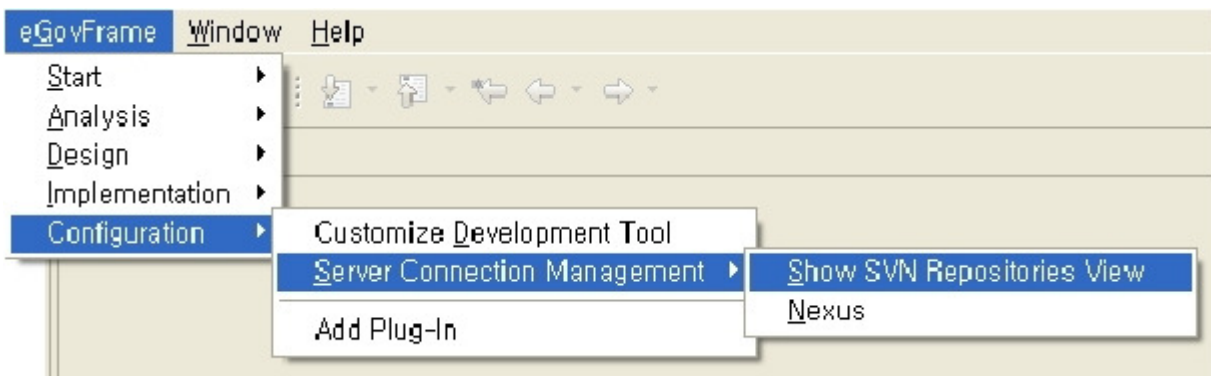 eGovFrame Window Help
Start
Analysis
Design
Implementation
Configuration
Customize Development Tool
Server Connection Management
Add Plug-In
Show SVN Repositories View
Nexus